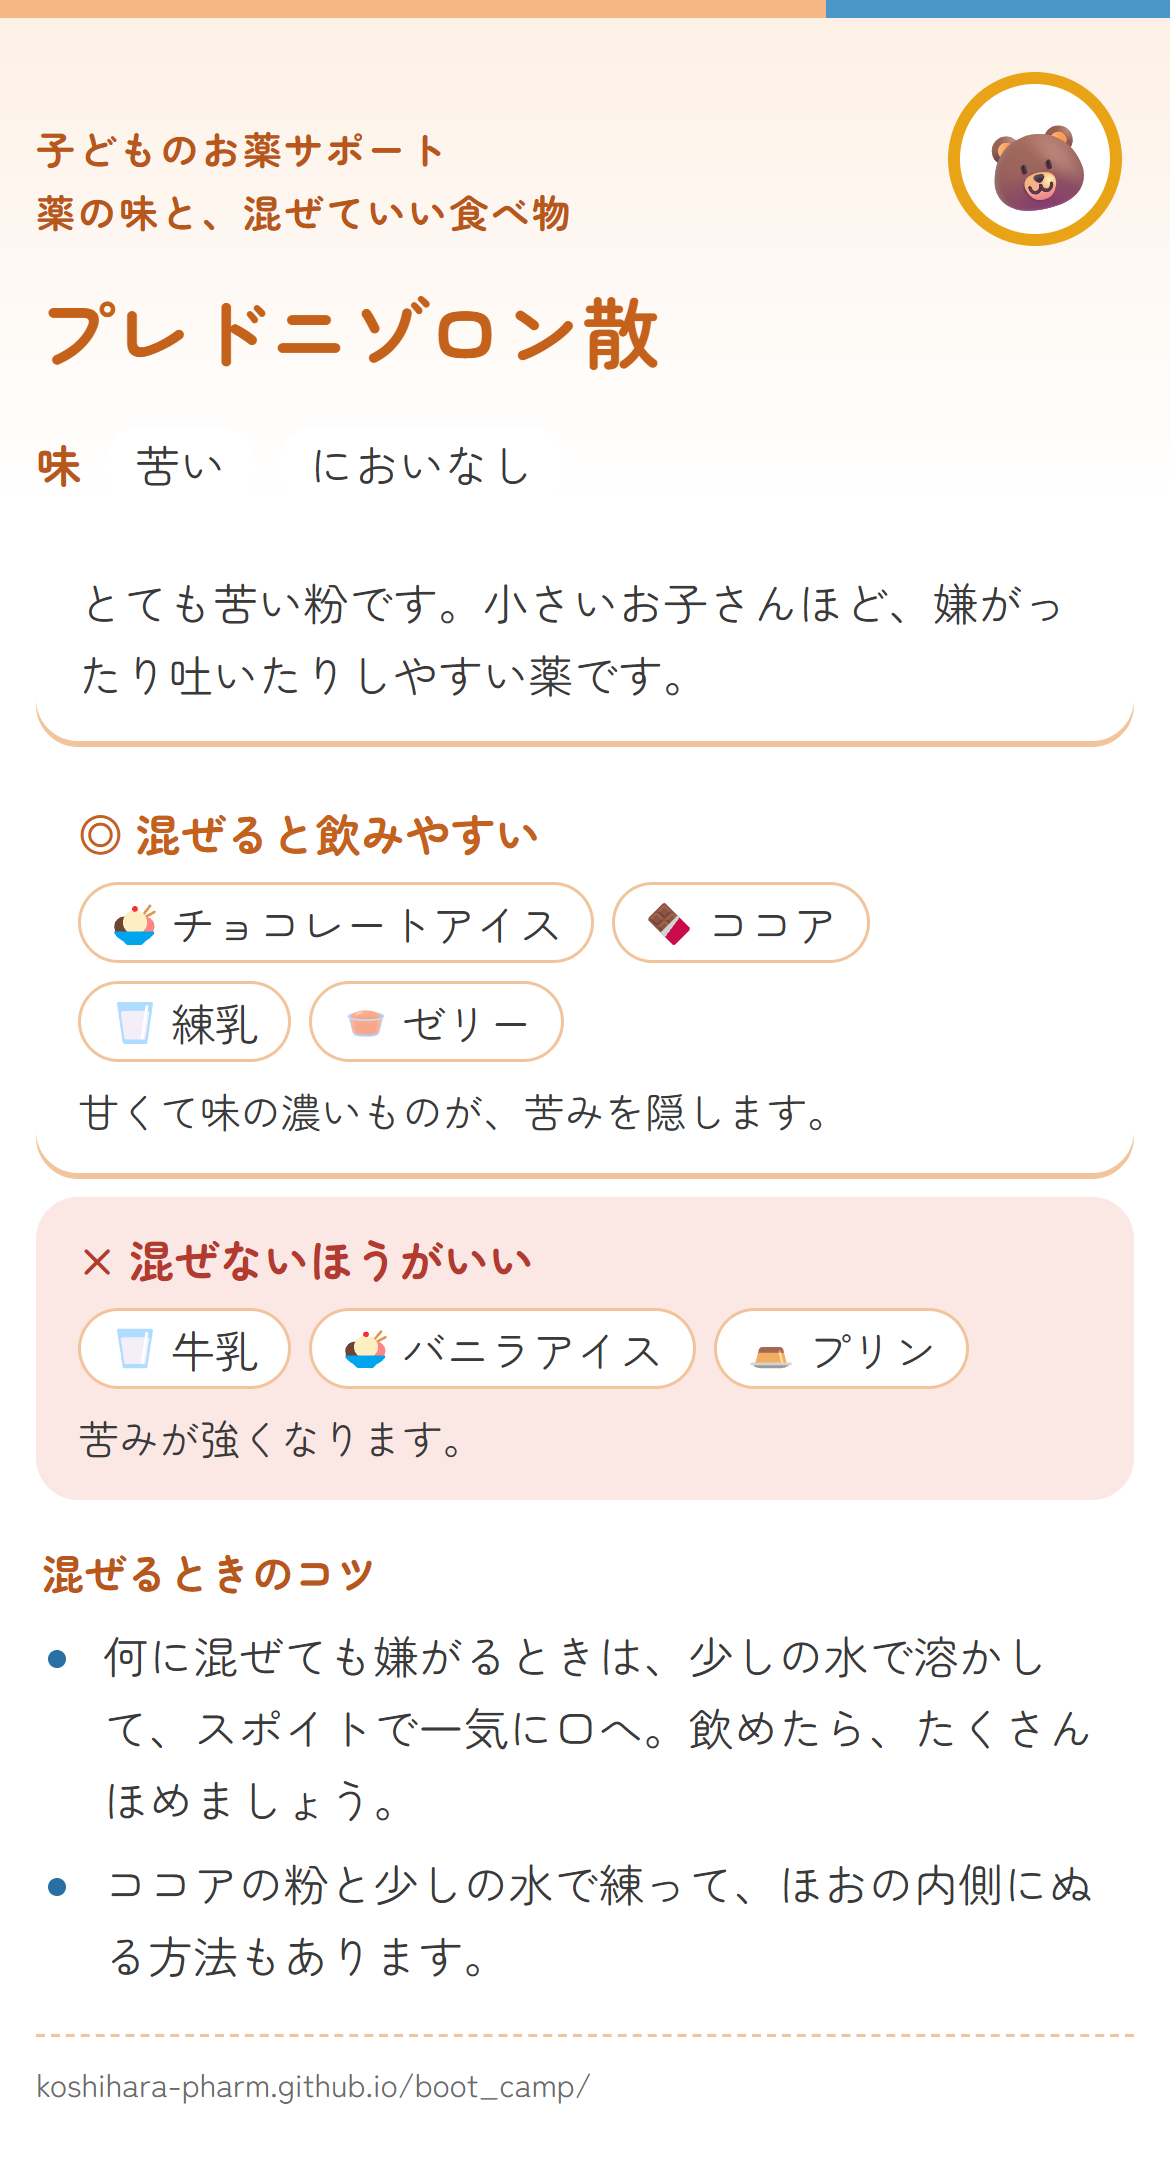 子どものお薬サポート
薬の味と、混ぜていい食べ物
プレドニゾロン散
味 苦い においなし
とても苦い粉です。小さいお子さんほど、嫌がっ
たり吐いたりしやすい薬です。
◎ 混ぜると飲みやすい
チョコレートアイス ココア
練乳 ゼリー
甘くて味の濃いものが、苦みを隠します。
× 混ぜないほうがいい
牛乳 バニラアイス プリン
苦みが強くなります。
混ぜるときのコツ
• 何に混ぜても嫌がるときは、少しの水で溶かし
て、スポイトで一気に口へ。飲めたら、たくさん
ほめましょう。
• ココアの粉と少しの水で練って、ほおの内側にぬ
る方法もあります。
koshihara-pharm.github.io/boot_camp/